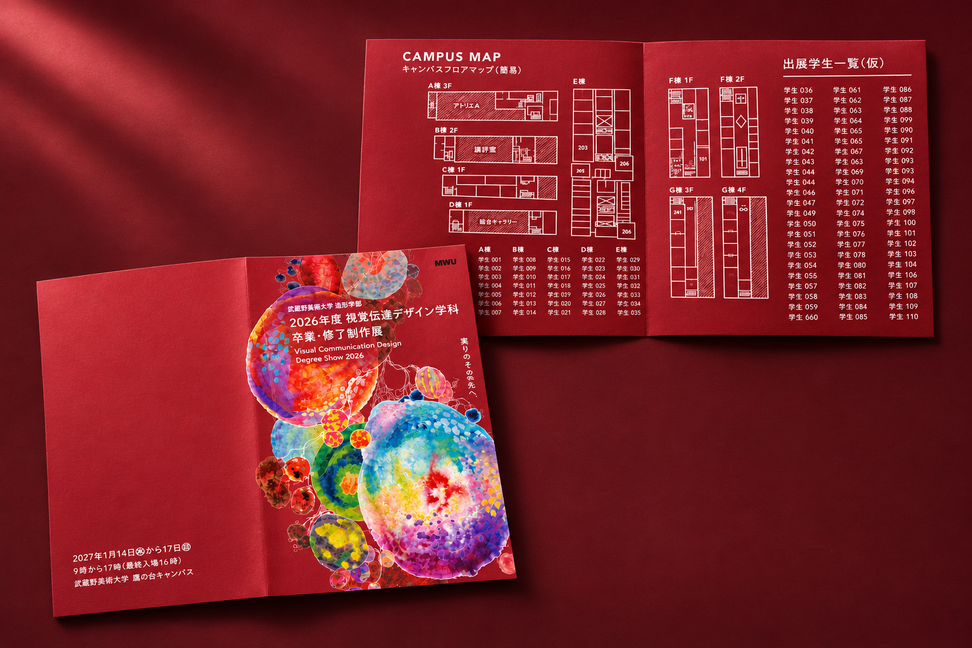 CAMPUS MAP
キャンバスフロアマップ(簡易)
A棟 3F
アトリエA
B棟 2F
講評室
C棟 1F
D棟 1F
総合ギャラリー
E棟
203
205
206
206
A棟 B棟 C棟 D棟 E棟
学生 001 学生 008 学生 015 学生 022 学生 029
学生 002 学生 009 学生 016 学生 023 学生 030
学生 003 学生 010 学生 017 学生 024 学生 031
学生 004 学生 011 学生 018 学生 025 学生 032
学生 005 学生 012 学生 039 学生 026 学生 033
学生 006 学生 013 学生 020 学生 027 学生 034
学生 007 学生 014 学生 021 学生 028 学生 035
F棟 1F
101
F棟 2F
G棟 3F
241
G棟 4F
出展学生一覧(仮)
学生 036 学生 061 学生 086
学生 037 学生 062 学生 087
学生 038 学生 063 学生 088
学生 039 学生 064 学生 099
学生 040 学生 065 学生 090
学生 041 学生 065 学生 091
学生 042 学生 067 学生 092
学生 043 学生 063 学生 093
学生 044 学生 069 学生 093
学生 044 学生 070 学生 094
学生 046 学生 071 学生 096
学生 047 学生 072 学生 097
学生 049 学生 074 学生 098
学生 050 学生 075 学生 100
学生 051 学生 076 学生 101
学生 052 学生 077 学生 102
学生 053 学生 078 学生 103
学生 054 学生 080 学生 104
学生 055 学生 081 学生 106
学生 057 学生 082 学生 107
学生 058 学生 083 学生 108
学生 059 学生 084 学生 109
学生 660 学生 085 学生 110
MWU
武蔵野美術大学 造形学部
2026年度 視覚伝達デザイン学科
卒業・修了制作展
Visual Communication Design
Degree Show 2026
実りのその先へ
2027年1月14日㊌から17日㊐
9時から17時(最終入場16時)
武蔵野美術大学 鷹の台キャンバス